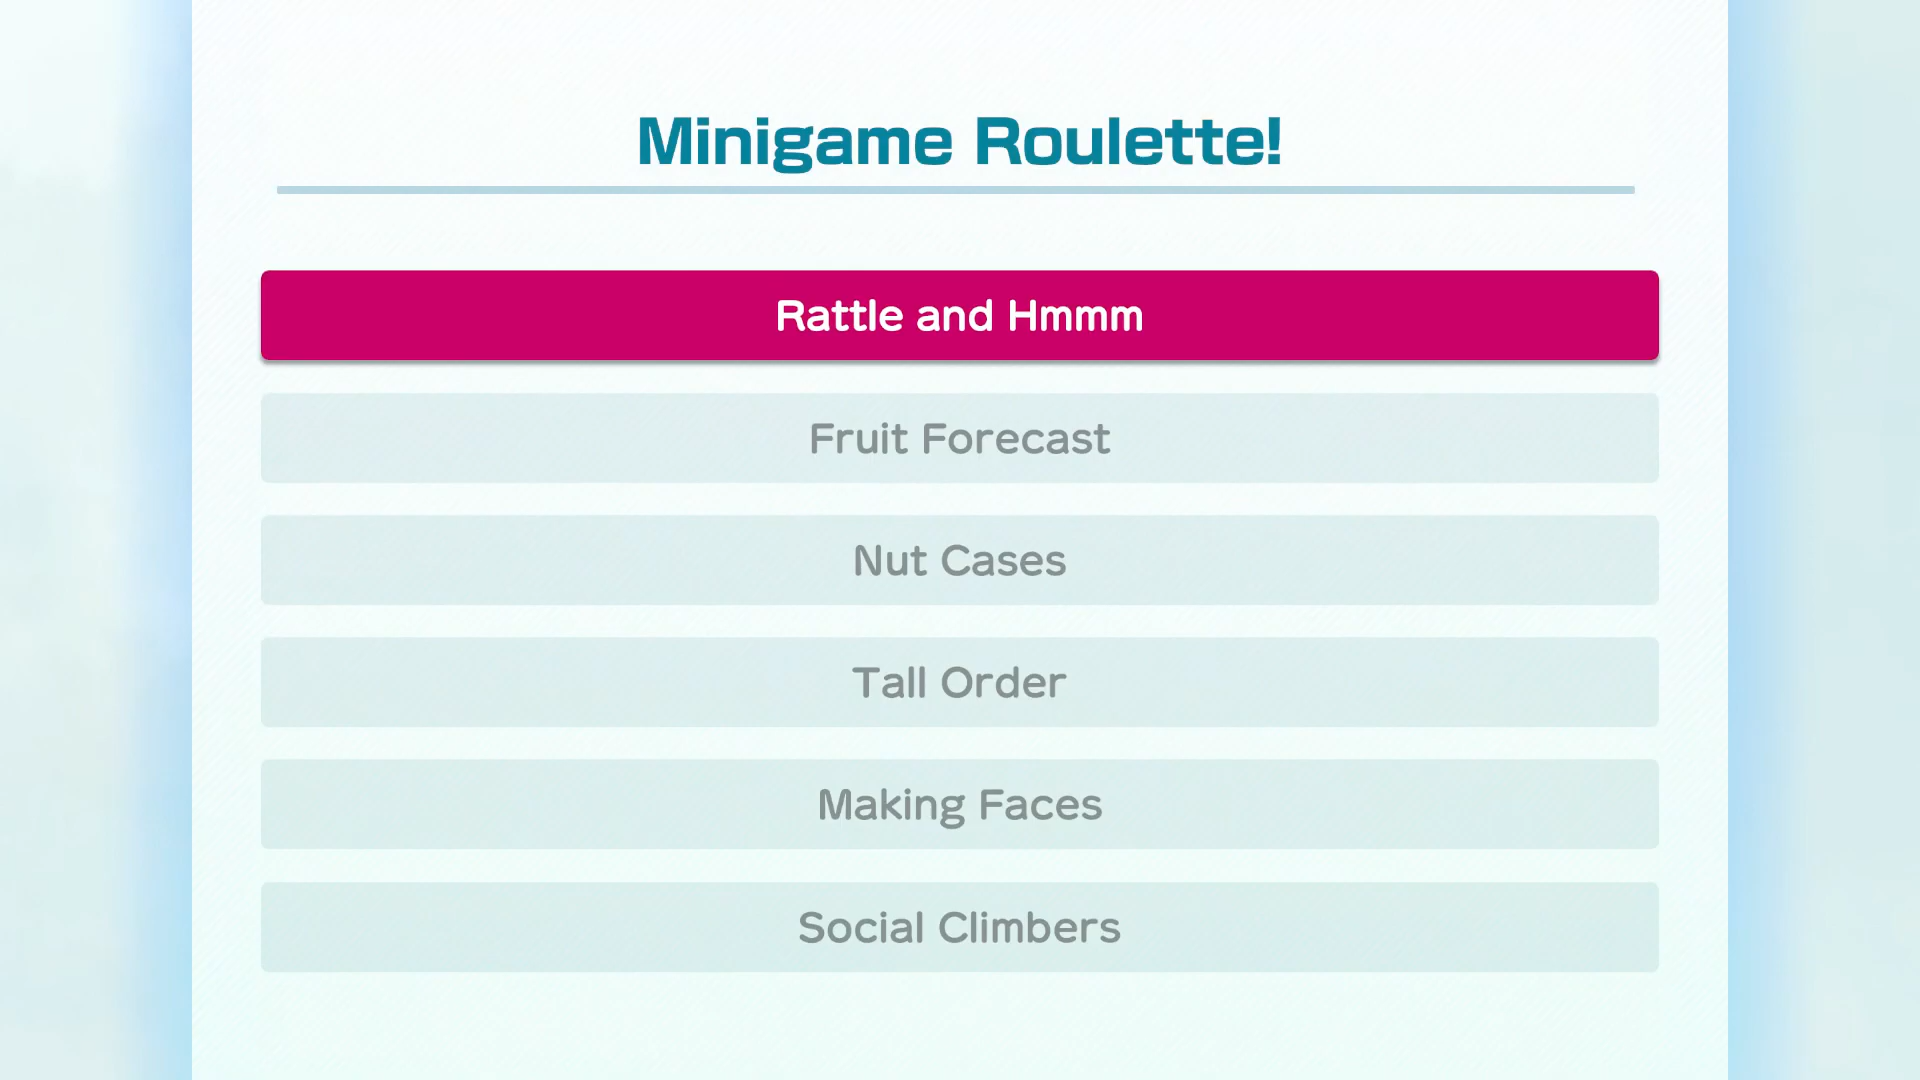 Minigame Roulette!
Rattle and Hmmm
Fruit Forecast
Nut Cases
Tall Order
Making Faces
Social Climbers